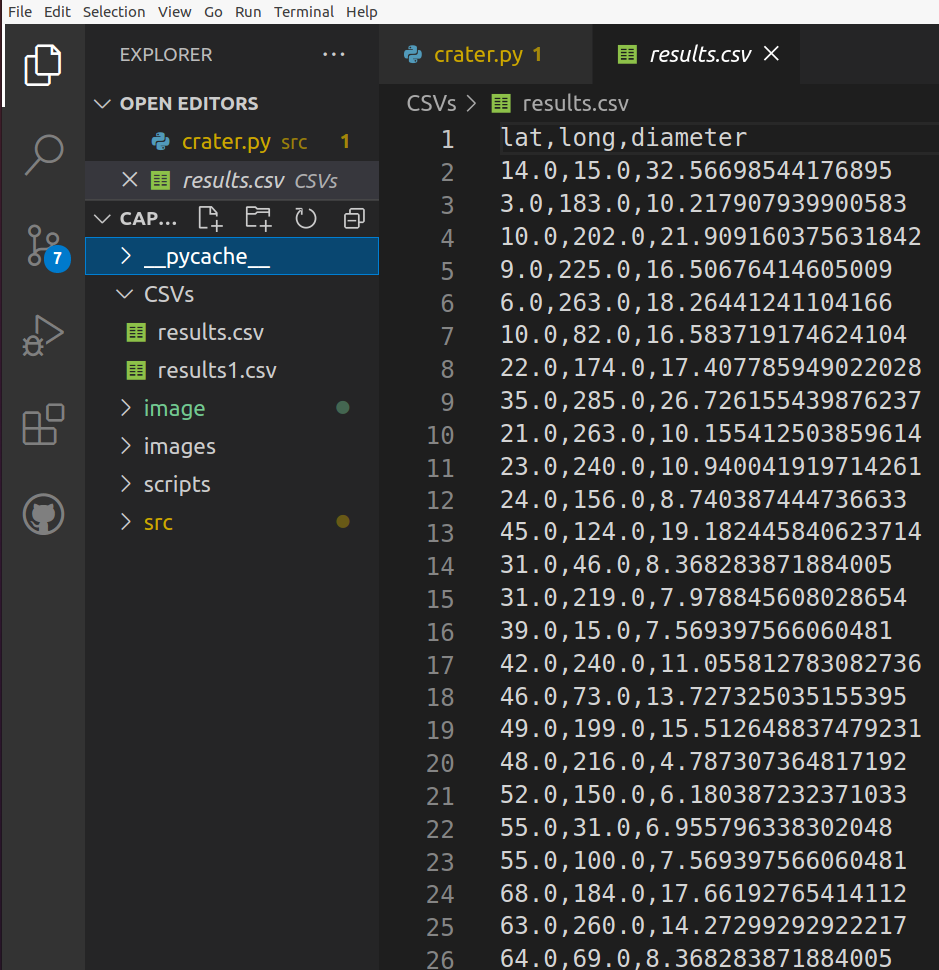 File Edit Selection View Go Run Terminal Help
EXPLORER
OPEN EDITORS
crater.py src 1
results.csv CSVs
CAP...
__pycache__
CSVs
results.csv
results1.csv
image
images
scripts
src
7
crater.py 1
results.csv
CSVs > results.csv
1 lat,long,diameter
2 14.0,15.0,32.56698544176895
3 3.0,183.0,10.217907939900583
4 10.0,202.0,21.909160375631842
5 9.0,225.0,16.50676414605009
6 6.0,263.0,18.26441241104166
7 10.0,82.0,16.583719174624104
8 22.0,174.0,17.407785949022028
9 35.0,285.0,26.726155439876237
10 21.0,263.0,10.155412503859614
11 23.0,240.0,10.940041919714261
12 24.0,156.0,8.740387444736633
13 45.0,124.0,19.182445840623714
14 31.0,46.0,8.368283871884005
15 31.0,219.0,7.978845608028654
16 39.0,15.0,7.569397566060481
17 42.0,240.0,11.055812783082736
18 46.0,73.0,13.727325035155395
19 49.0,199.0,15.512648837479231
20 48.0,216.0,4.787307364817192
21 52.0,150.0,6.180387232371033
22 55.0,31.0,6.955796338302048
23 55.0,100.0,7.569397566060481
24 68.0,184.0,17.66192765414112
25 63.0,260.0,14.27299292922217
26 64.0,69.0,8.368283871884005